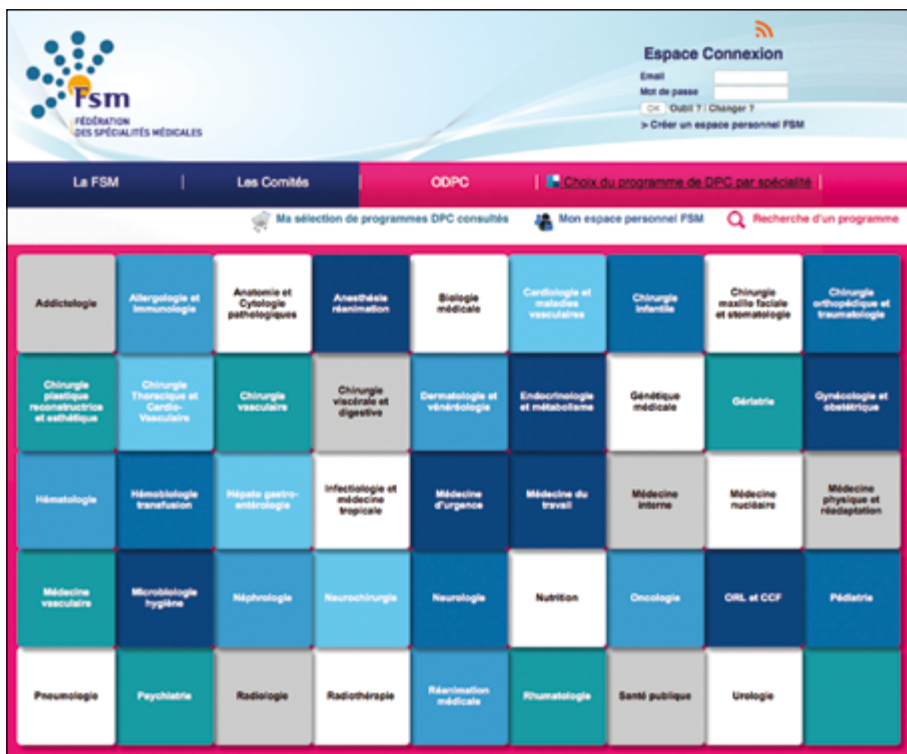 Espace Connexion
Email
Mot de passe
OK Oubli ? | Changer ?
> Créer un espace personnel FSM
Fsm
FÉDÉRATION
DES SPÉCIALITÉS MÉDICALES
La FSM | Les Comités | ODPC | Choix du programme de DPC par spécialité |
Ma sélection de programmes DPC consultés Mon espace personnel FSM Recherche d'un programme
Addictologie
Allergologie et
Immunologie
Anatomie et
Cytologie
pathologiques
Anesthésie
réanimation
Biologie
médicale
Cardiologie et
maladies
vasculaires
Chirurgie
infantile
Chirurgie
maxillo faciale
et stomatologie
Chirurgie
orthopédique et
traumatologie
Chirurgie
plastique
reconstructrice
et esthétique
Chirurgie
Thoracique et
Cardio-
Vasculaire
Chirurgie
vasculaire
Chirurgie
viscérale et
digestive
Dermatologie et
vénéréologie
Endocrinologie
et métabolisme
Génétique
médicale
Gériatrie
Gynécologie et
obstétrique
Hématologie
Hémobiologie
transfusion
Hépato gastro-
entérologie
Infectiologie et
médecine
tropicale
Médecine
d'urgence
Médecine du
travail
Médecine
interne
Médecine
nucléaire
Médecine
physique et
réadaptation
Médecine
vasculaire
Microbiologie
hygiène
Néphrologie
Neurochirurgie
Neurologie
Nutrition
Oncologie
ORL et CCF
Pédiatrie
Pneumologie
Psychiatrie
Radiologie
Radiothérapie
Réanimation
médicale
Rhumatologie
Santé publique
Urologie